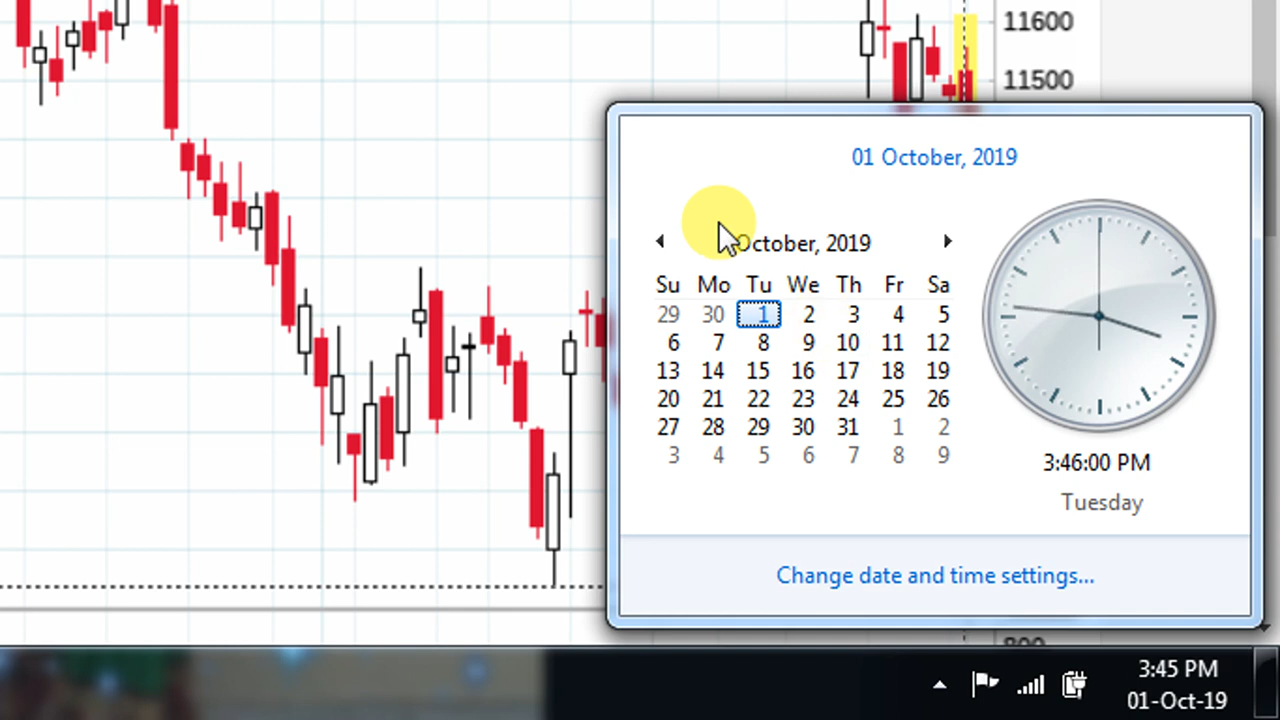 11600
11500
01 October, 2019
October, 2019
Su Mo Tu We Th Fr Sa
29 30 1 2 3 4 5
6 7 8 9 10 11 12
13 14 15 16 17 18 19
20 21 22 23 24 25 26
27 28 29 30 31 1 2
3 4 5 6 7 8 9
3:46:00 PM
Tuesday
Change date and time settings...
3:45 PM
01-Oct-19